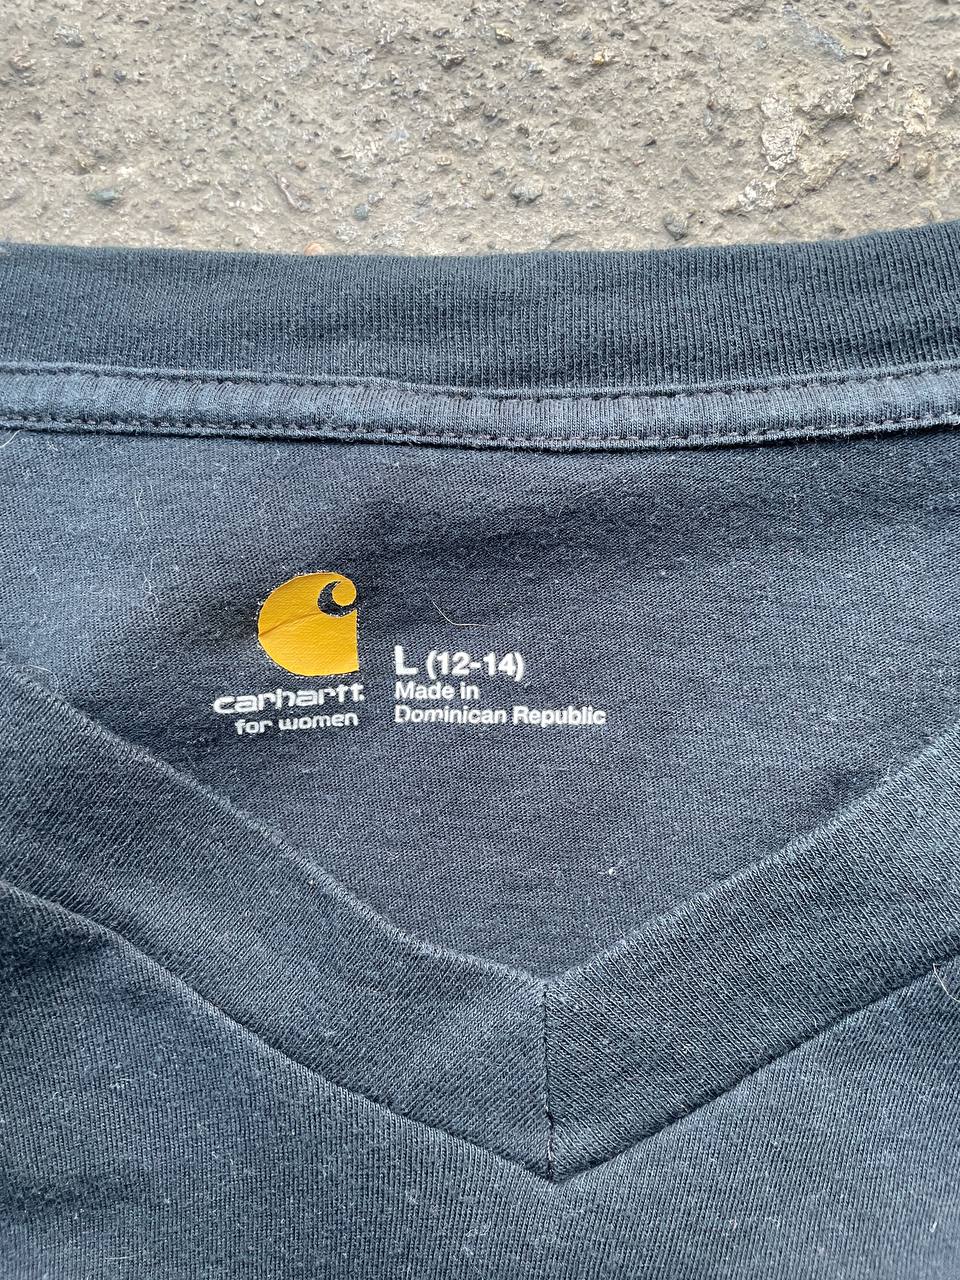 carhartt
for women
L (12-14)
Made in
Dominican Republic